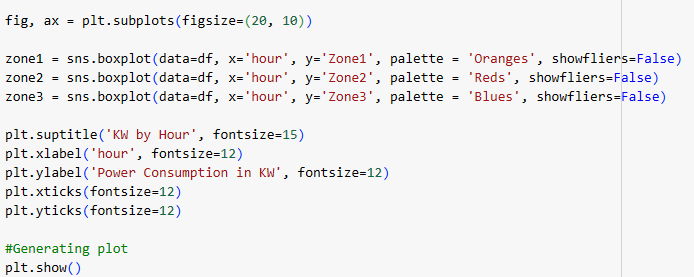 fig, ax = plt.subplots(figsize=(20, 10))
zone1 = sns.boxplot(data=df, x='hour', y='Zone1', palette = 'Oranges', showfliers=False)
zone2 = sns.boxplot(data=df, x='hour', y='Zone2', palette = 'Reds', showfliers=False)
zone3 = sns.boxplot(data=df, x='hour', y='Zone3', palette = 'Blues', showfliers=False)
plt.suptitle('KW by Hour', fontsize=15)
plt.xlabel('hour', fontsize=12)
plt.ylabel('Power Consumption in KW', fontsize=12)
plt.xticks(fontsize=12)
plt.yticks(fontsize=12)
#Generating plot
plt.show()